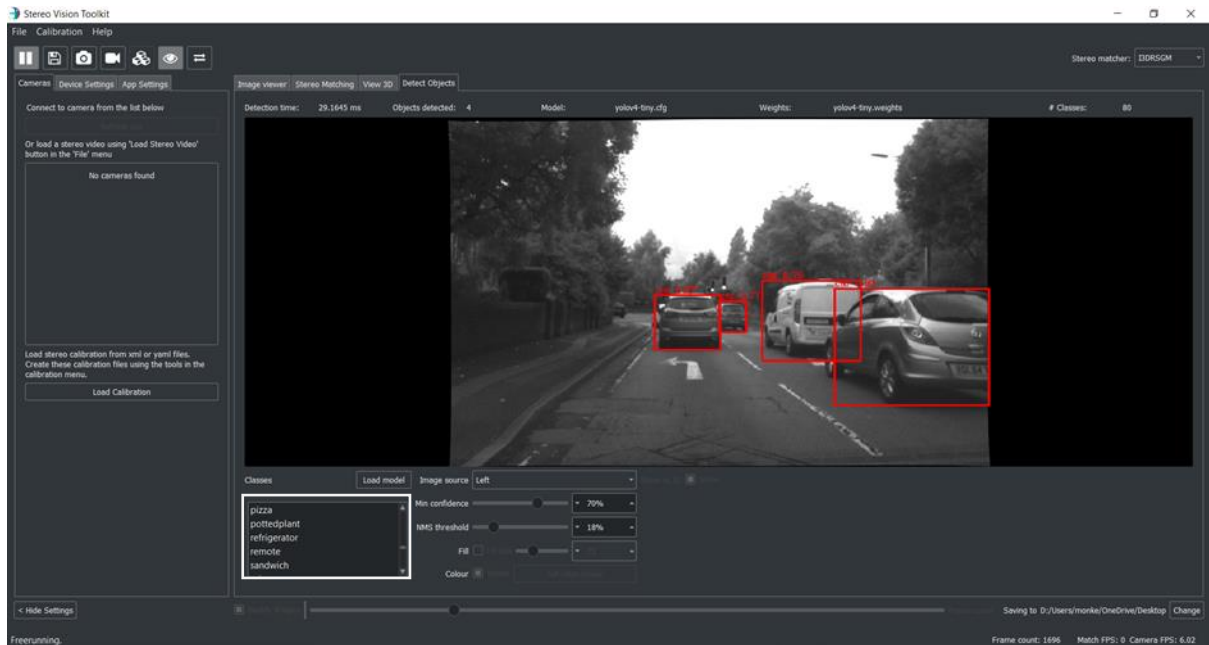 Stereo Vision Toolkit
File Calibration Help
Stereo matcher: I3DRSGM
Cameras Device Settings App Settings
Image viewer Stereo Matching View 3D Detect Objects
Connect to camera from the list below
Detection time: 29.1645 ms Objects detected: 4 Model: yolov4-tiny.cfg Weights: yolov4-tiny.weights # Classes: 80
Or load a stereo video using 'Load Stereo Video'
button in the 'File' menu
No cameras found
Load stereo calibration from xml or yaml files.
Create these calibration files using the tools in the
calibration menu.
Load Calibration
Classes Load model Image source Left
pizza
pottedplant
refrigerator
remote
sandwich
Min confidence 70%
NMS threshold 18%
Fill
Colour
< Hide Settings
Saving to D:/Users/monke/OneDrive/Desktop Change
Freerunning.
Frame count: 1696 Match FPS: 0 Camera FPS: 6.02